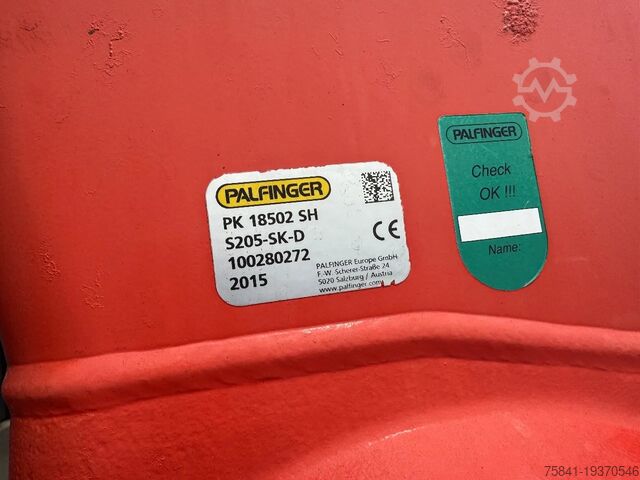 PALFINGER
PK 18502 SH
S205-SK-D
100280272
2015
PALFINGER Europe GmbH
F.-W. Scherer-Straße 24
5020 Salzburg / Austria
www.palfinger.com
CE
PALFINGER
Check
OK !!!
Name:
75841-19370546